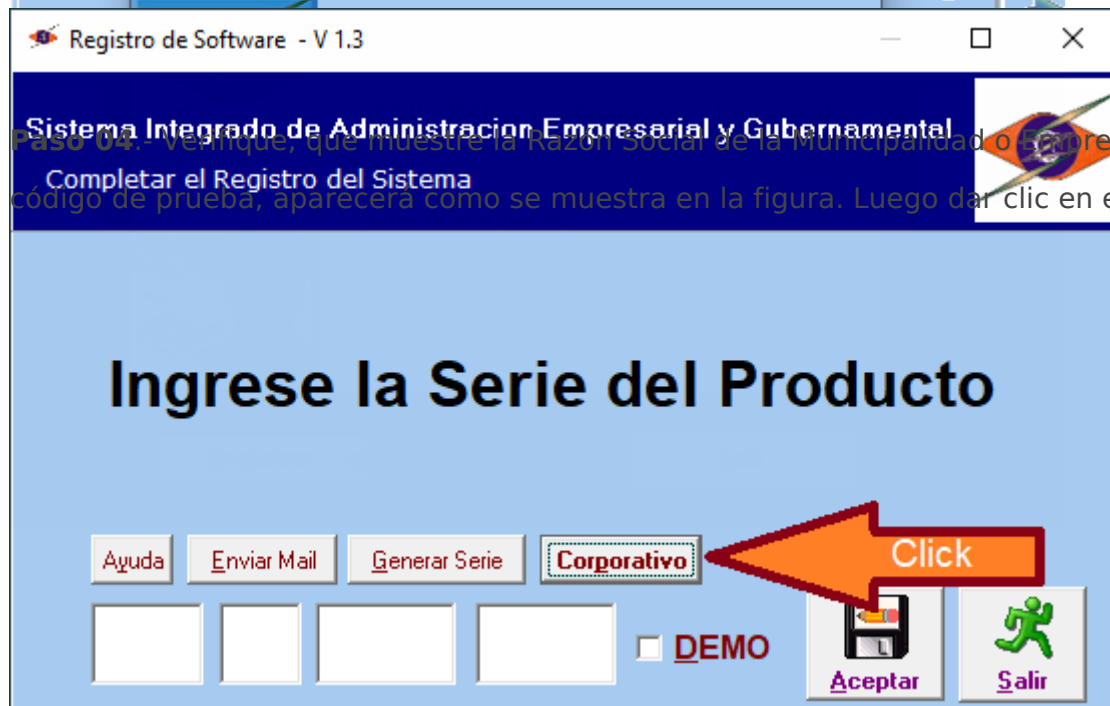 Registro de Software - V 1.3
Sistema Integrado de Administracion Empresarial y Gubernamental
Paso 04.- Verifique, que muestre la Razón Social de la Municipalidad o Empre
Completar el Registro del Sistema
código de prueba, aparecerá como se muestra en la figura. Luego dar clic en e
Ingrese la Serie del Producto
Ayuda Enviar Mail Generar Serie Corporativo Click
DEMO
Aceptar Salir